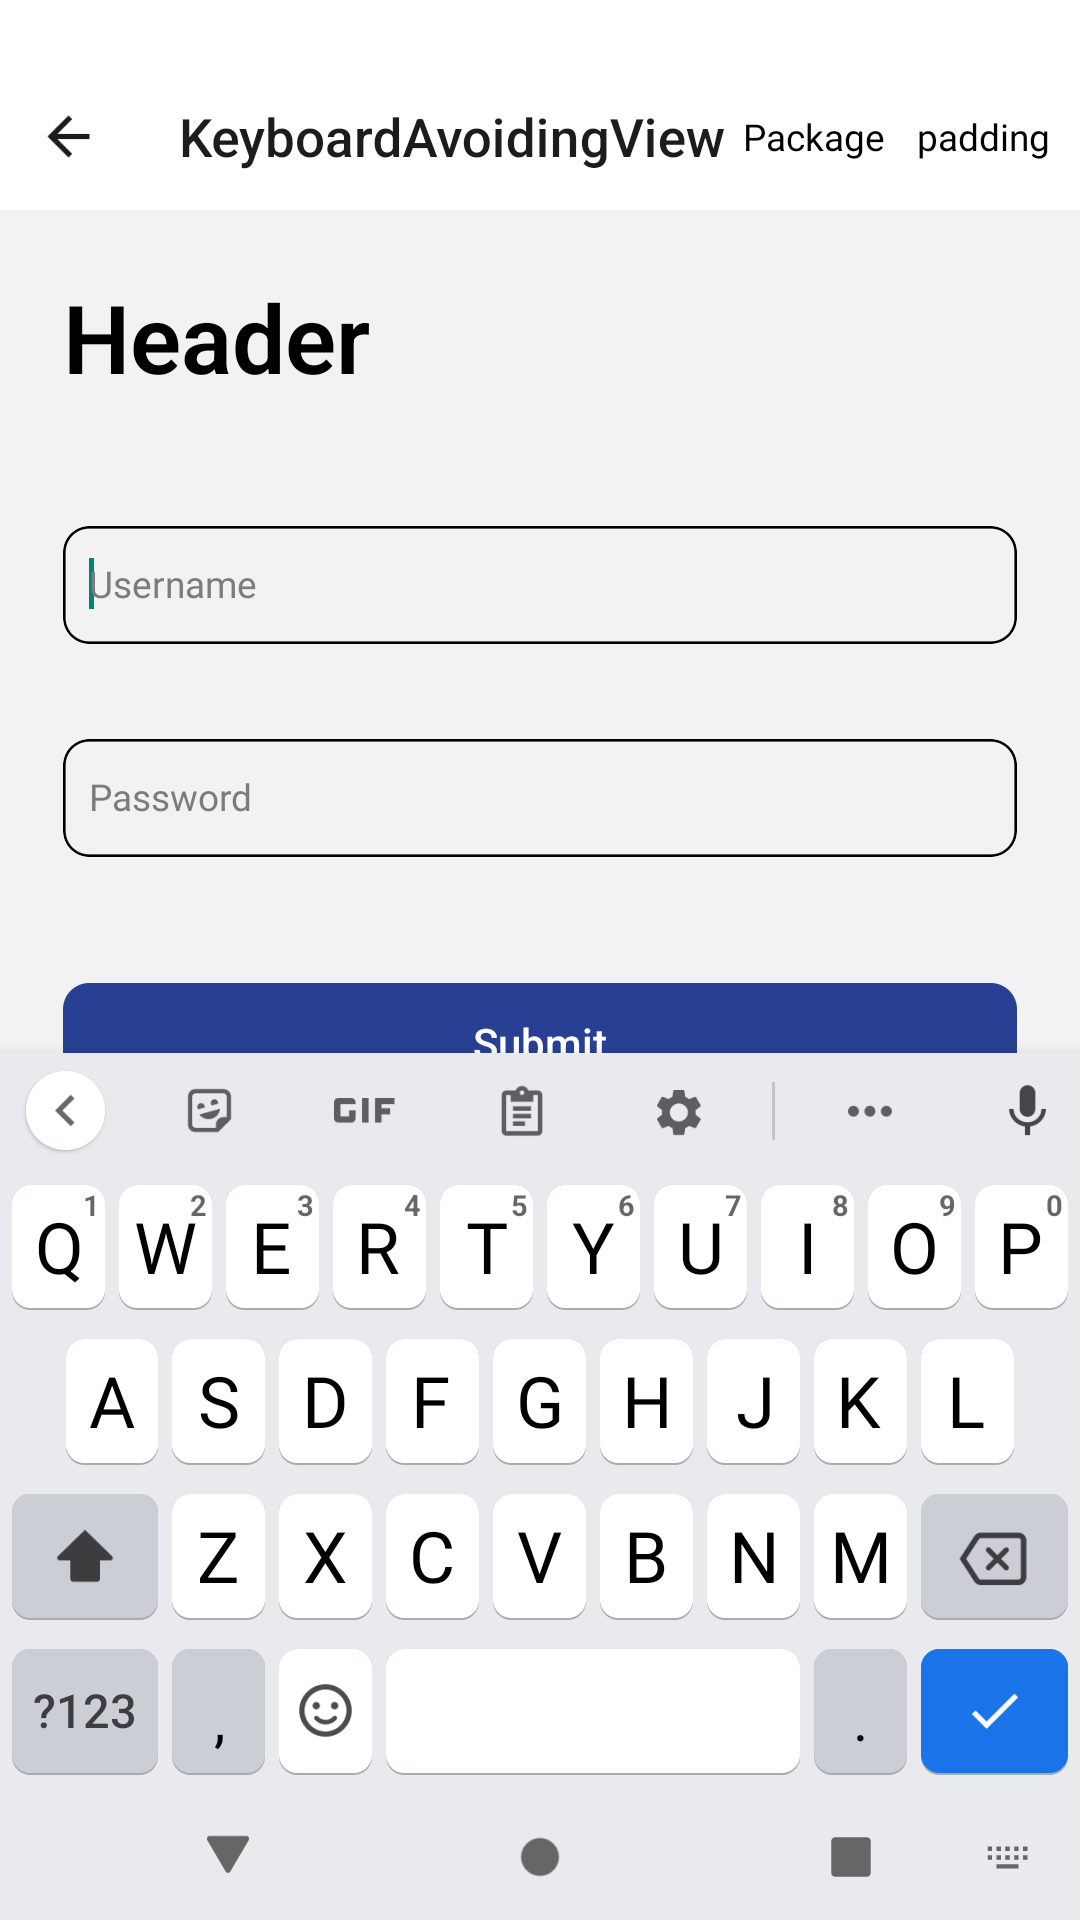 KeyboardAvoidingView Package padding
Header
Username
Password
Submit
GIF
1 2 3 4 5 6 7 8 9 0
Q W E R T Y U I O P
A S D F G H J K L
Z X C V B N M
?123 , .